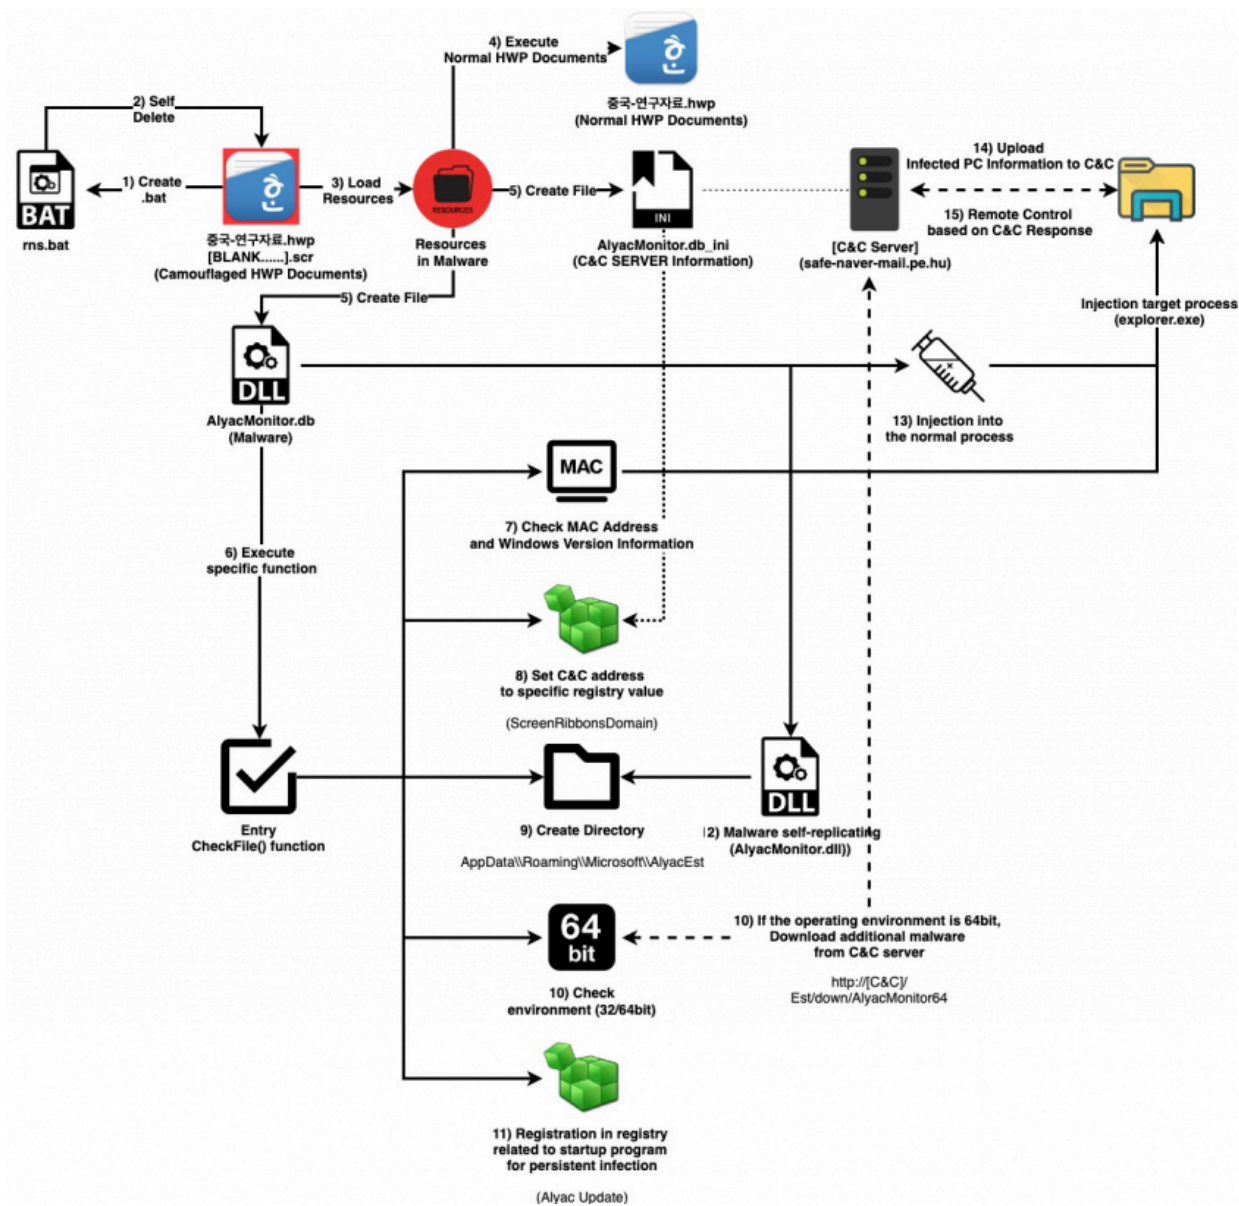 4) Execute
Normal HWP Documents
중국-연구자료.hwp
(Normal HWP Documents)
2) Self
Delete
1) Create
.bat
BAT
rns.bat
중국-연구자료.hwp
[BLANK......].scr
(Camouflaged HWP Documents)
3) Load
Resources
RESOURCES
Resources
in Malware
5) Create File
INI
AlyacMonitor.db_ini
(C&C SERVER Information)
[C&C Server]
(safe-naver-mail.pe.hu)
14) Upload
Infected PC Information to C&C
15) Remote Control
based on C&C Response
5) Create File
DLL
AlyacMonitor.db
(Malware)
Injection target process
(explorer.exe)
13) Injection into
the normal process
MAC
7) Check MAC Address
and Windows Version Information
6) Execute
specific function
8) Set C&C address
to specific registry value
(ScreenRibbonsDomain)
Entry
CheckFile() function
9) Create Directory
AppData\\Roaming\\Microsoft\\AlyacEst
DLL
12) Malware self-replicating
(AlyacMonitor.dll))
64
bit
10) Check
environment (32/64bit)
10) If the operating environment is 64bit,
Download additional malware
from C&C server
http://[C&C]/
Est/down/AlyacMonitor64
11) Registration in registry
related to startup program
for persistent infection
(Alyac Update)